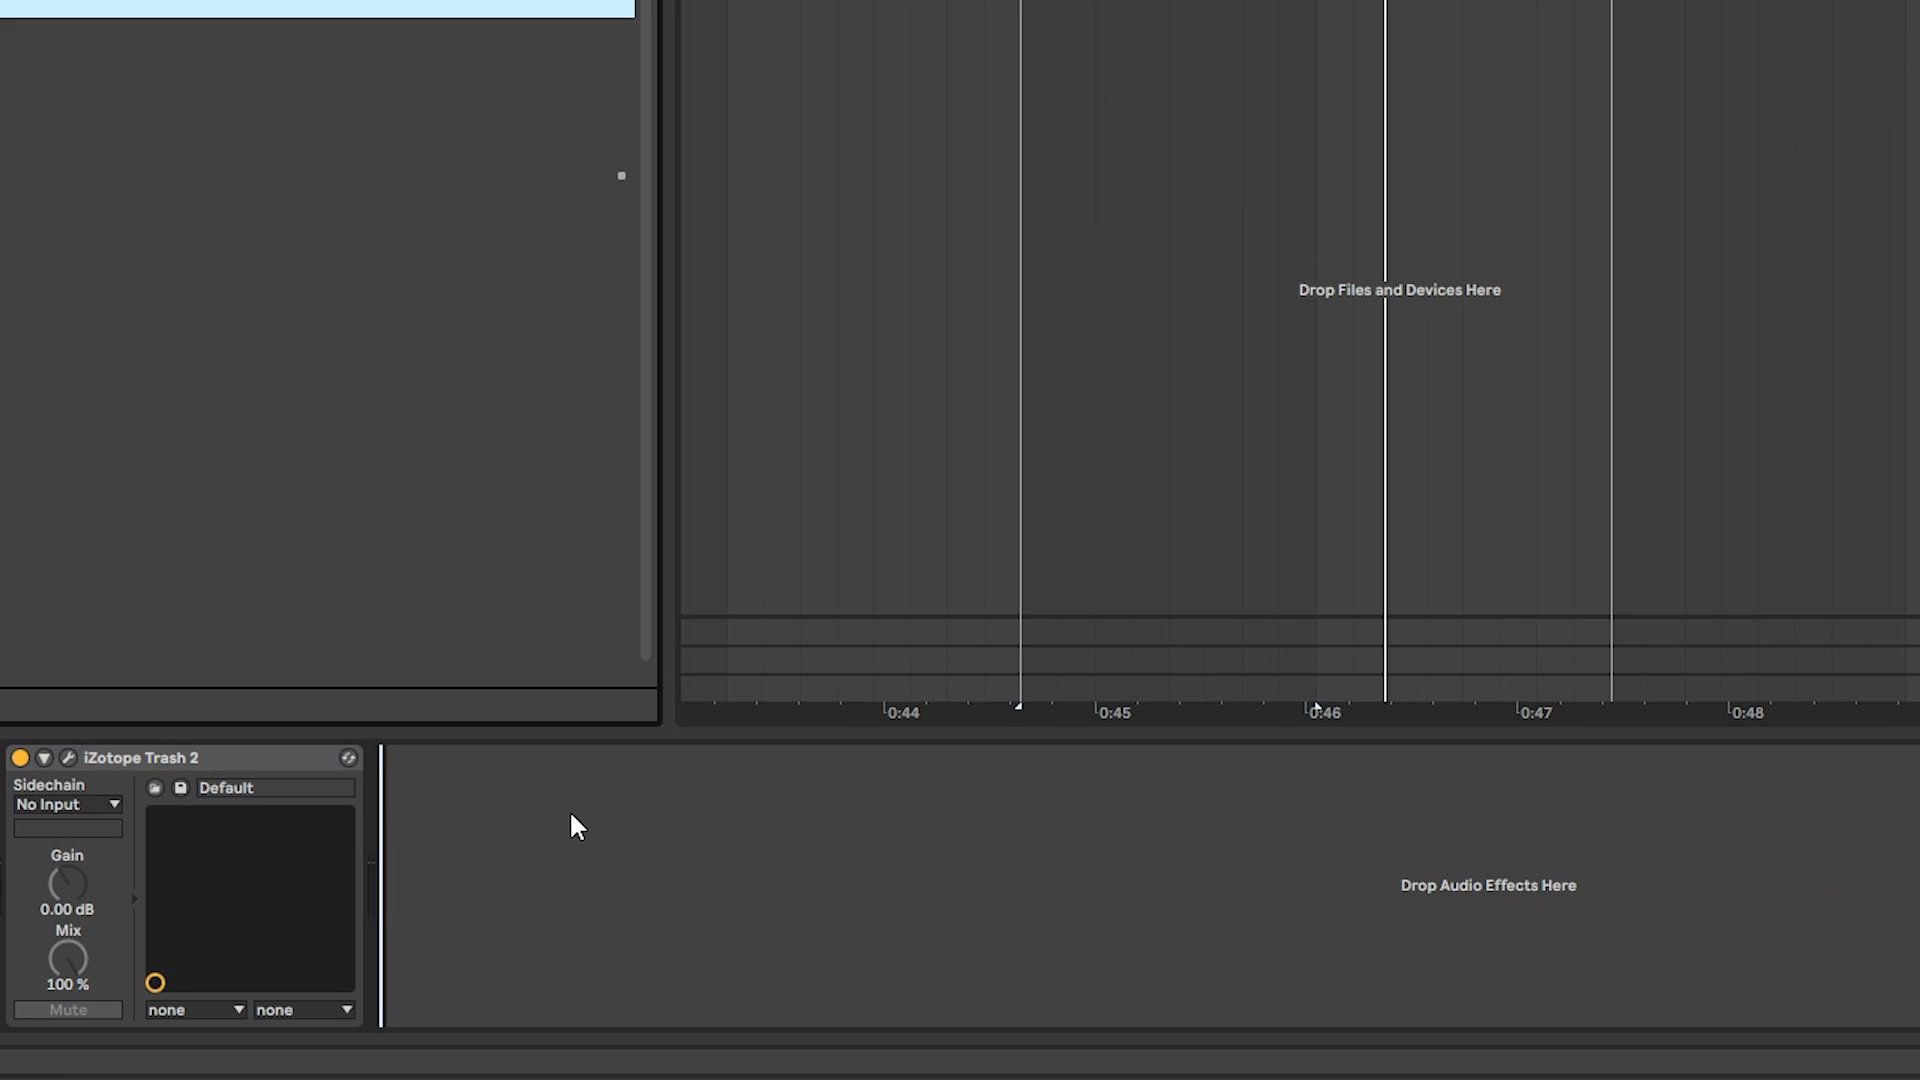 Drop Files and Devices Here
0:44
0:45
0:46
0:47
0:48
iZotope Trash 2
Sidechain
No Input
Default
Gain
0.00 dB
Mix
100 %
Mute
none
none
Drop Audio Effects Here